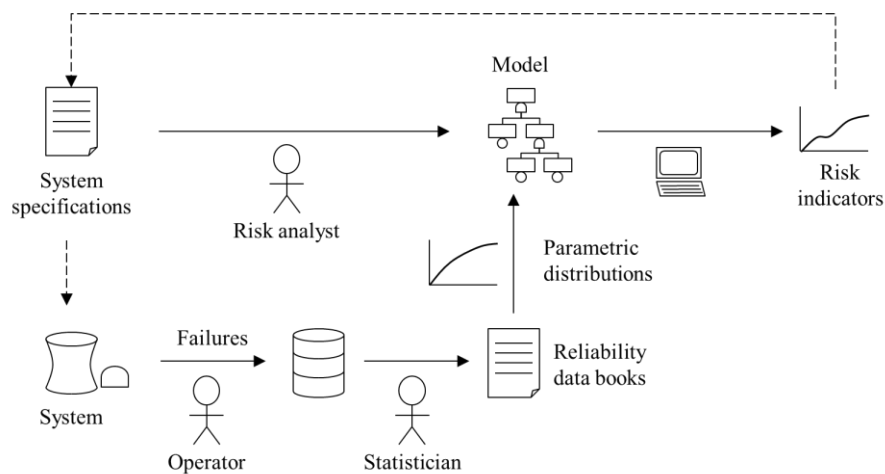 Model
System
specifications
Risk analyst
Risk
indicators
Parametric
distributions
Failures
Reliability
data books
System
Operator
Statistician